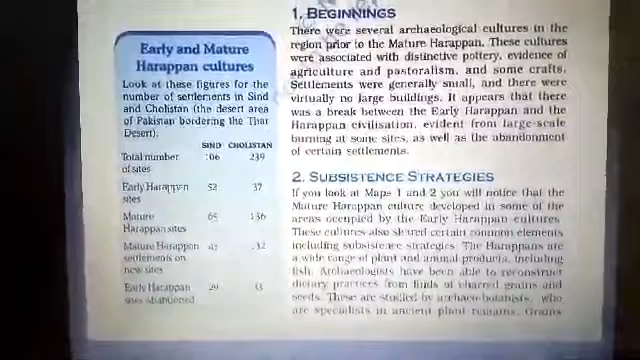 Early and Mature
Harappan cultures
Look at these figures for the
number of settlements in Sind
and Cholistan (the desert area
of Pakistan bordering the Thar
Desert).
SIND CHOLISTAN
Total number 106 239
of sites
Early Harappan 52 37
sites
Mature 65 136
Harappan sites
Mature Harappan 43 132
settlements on
new sites
Early Harappan 29 33
sites abandoned
1. BEGINNINGS
There were several archaeological cultures in the
region prior to the Mature Harappan. These cultures
were associated with distinctive pottery, evidence of
agriculture and pastoralism, and some crafts.
Settlements were generally small, and there were
virtually no large buildings. It appears that there
was a break between the Early Harappan and the
Harappan civilisation, evident from large-scale
burning at some sites, as well as the abandonment
of certain settlements.
2. SUBSISTENCE STRATEGIES
If you look at Maps 1 and 2 you will notice that the
Mature Harappan culture developed in some of the
areas occupied by the Early Harappan cultures.
These cultures also shared certain common elements
including subsistence strategies. The Harappans ate
a wide range of plant and animal products, including
fish. Archaeologists have been able to reconstruct
dietary practices from finds of charred grains and
seeds. These are studied by archaeo-botanists, who
are specialists in ancient plant remains. Grains